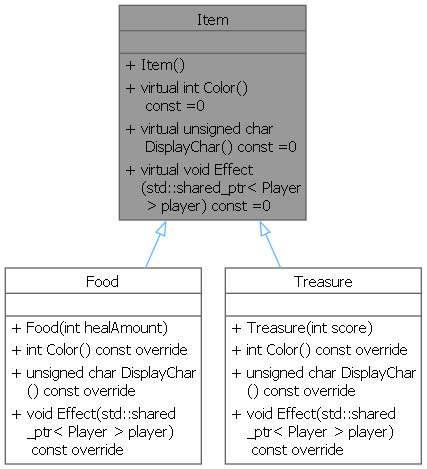 Item
+ Item()
+ virtual int Color()
const =0
+ virtual unsigned char
DisplayChar() const =0
+ virtual void Effect
(std::shared_ptr< Player
> player) const =0
Food
+ Food(int healAmount)
+ int Color() const override
+ unsigned char DisplayChar
() const override
+ void Effect(std::shared
_ptr< Player > player)
const override
Treasure
+ Treasure(int score)
+ int Color() const override
+ unsigned char DisplayChar
() const override
+ void Effect(std::shared
_ptr< Player > player)
const override